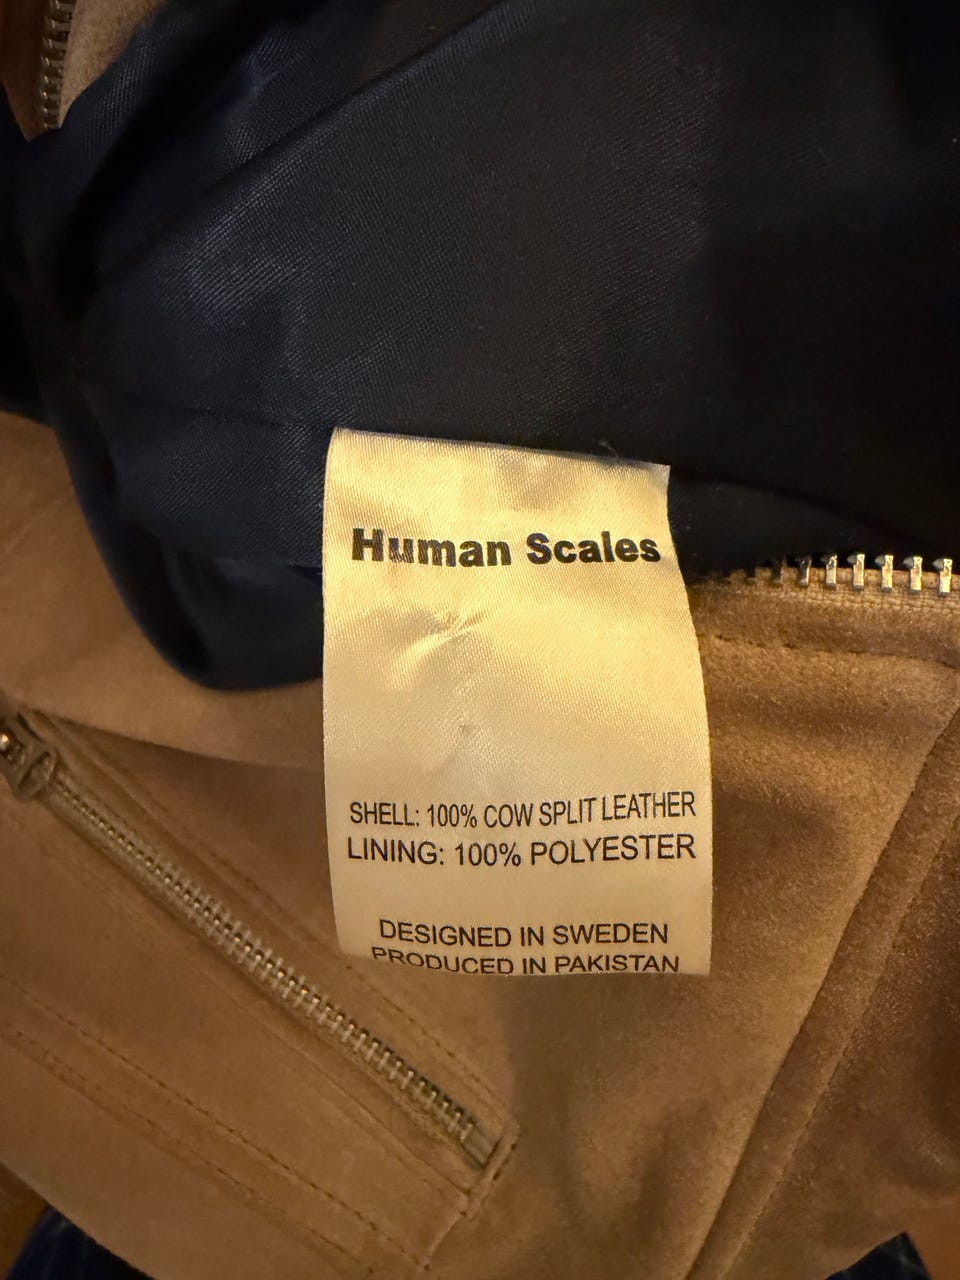 Human Scales
SHELL: 100% COW SPLIT LEATHER
LINING: 100% POLYESTER
DESIGNED IN SWEDEN
PRODUCED IN PAKISTAN